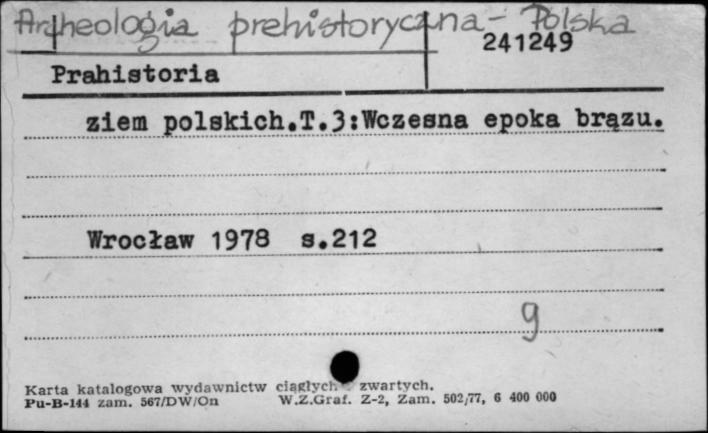 Archeologia prehistoryczna - Polska
241249
Prahistoria
ziem polskich.T.3:Wczesna epoka brązu.
Wrocław 1978 s.212
g
Karta katalogowa wydawnictw ciągłych zwartych.
Pu-B-144 zam. 567/DW/On W.Z.Graf. Z-2, Zam. 502/77, 6 400 000